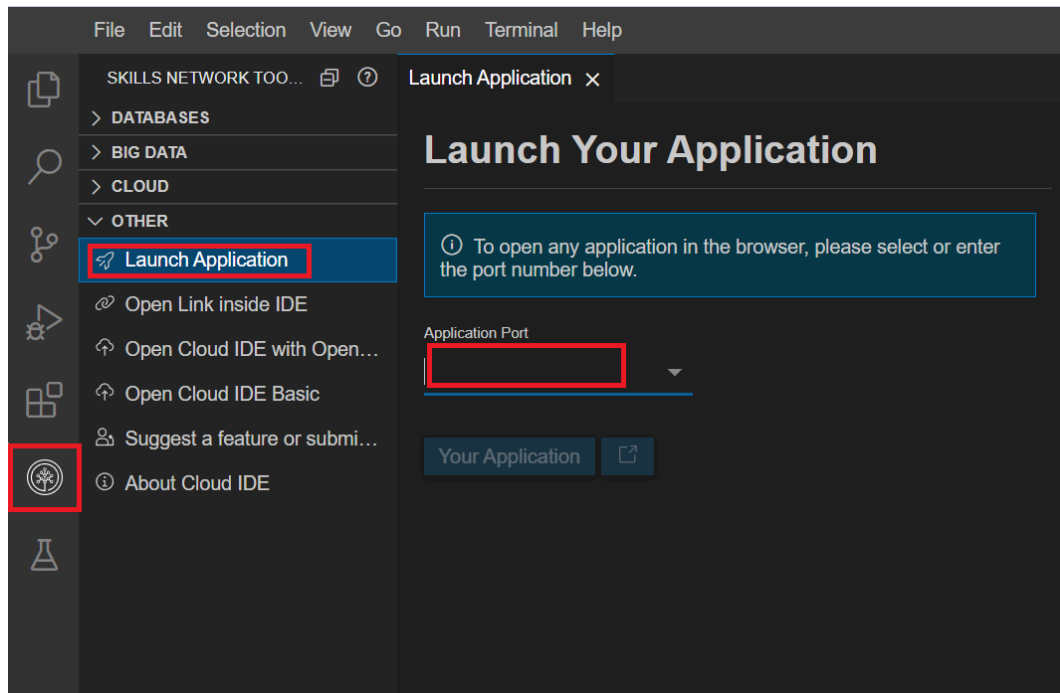 File Edit Selection View Go Run Terminal Help
SKILLS NETWORK TOO...
DATABASES
BIG DATA
CLOUD
OTHER
Launch Application
Open Link inside IDE
Open Cloud IDE with Open...
Open Cloud IDE Basic
Suggest a feature or submi...
About Cloud IDE
Launch Application
Launch Your Application
To open any application in the browser, please select or enter
the port number below.
Application Port
Your Application